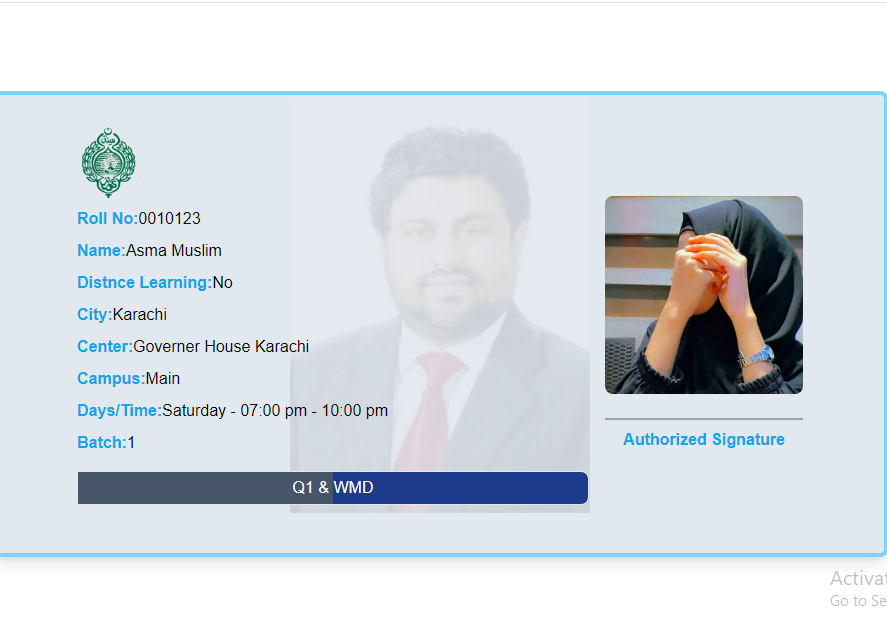 Roll No:0010123
Name:Asma Muslim
Distnce Learning:No
City:Karachi
Center:Governer House Karachi
Campus:Main
Days/Time:Saturday - 07:00 pm - 10:00 pm
Batch:1
Q1 & WMD
Authorized Signature
Activat
Go to Se